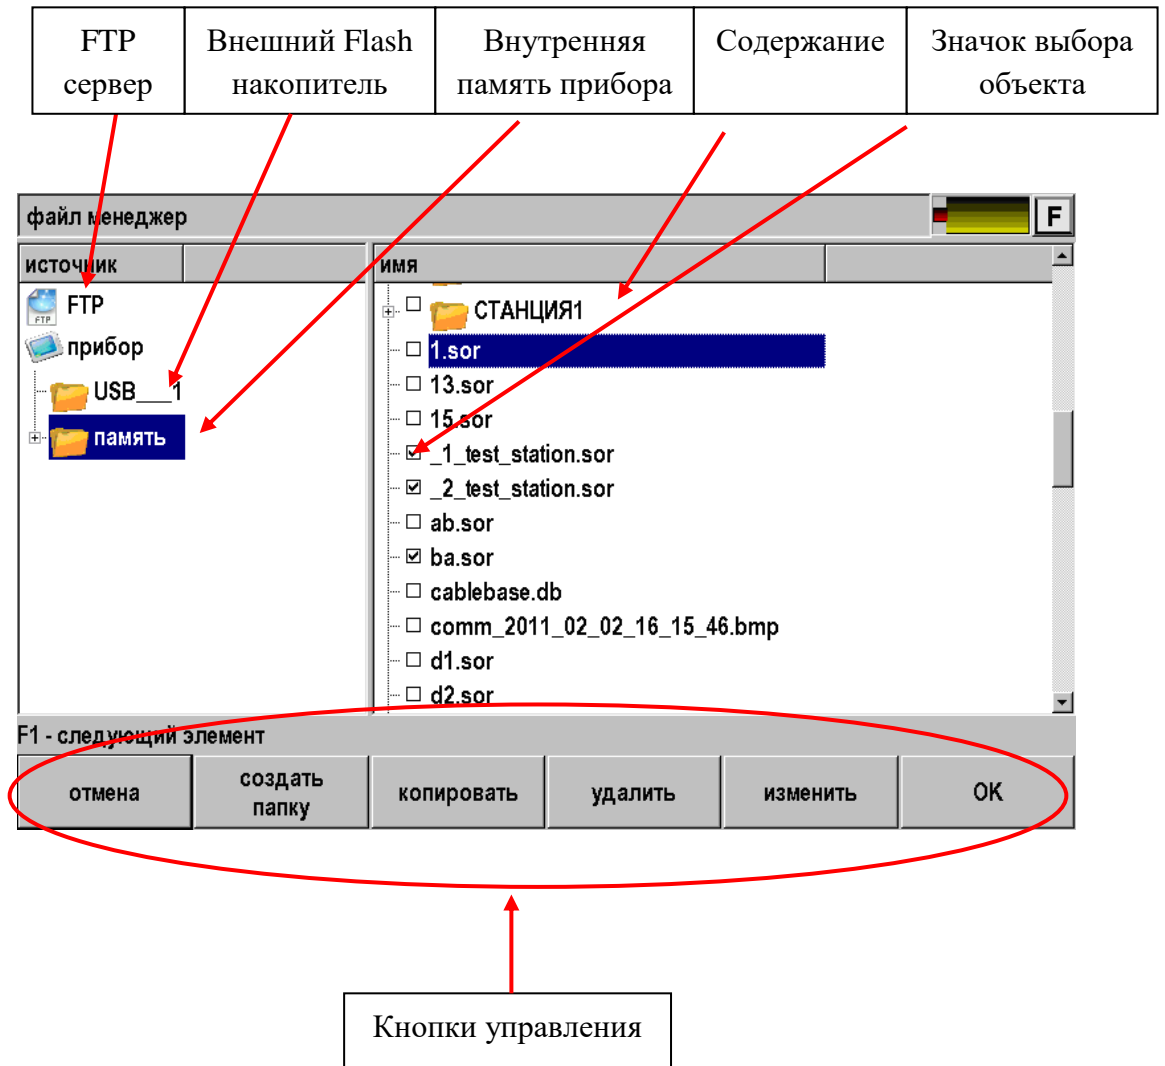 FTP
сервер
Внешний Flash
накопитель
Внутренняя
память прибора
Содержание
Значок выбора
объекта
файл менеджер
F
источник
имя
FTP
FTP
прибор
USB___1
память
СТАНЦИЯ1
1.sor
13.sor
15.sor
_1_test_station.sor
_2_test_station.sor
ab.sor
ba.sor
cablebase.db
comm_2011_02_02_16_15_46.bmp
d1.sor
d2.sor
F1 - следующий элемент
отмена
создать
папку
копировать
удалить
изменить
OK
Кнопки управления